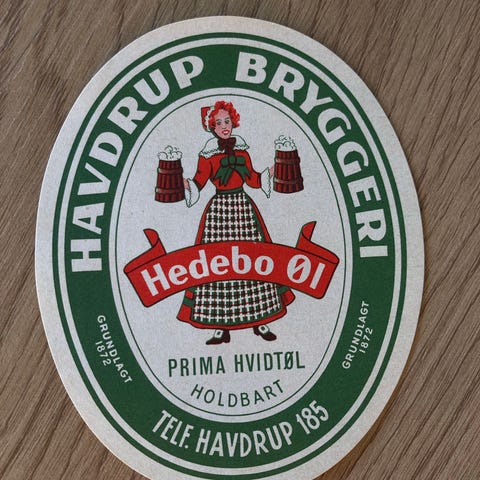 HAVDRUP BRYGGERI
Hedebo Øl
PRIMA HVIDTØL
HOLDBART
GRUNDLAGT
1872
GRUNDLAGT
1872
TELF. HAVDRUP 185